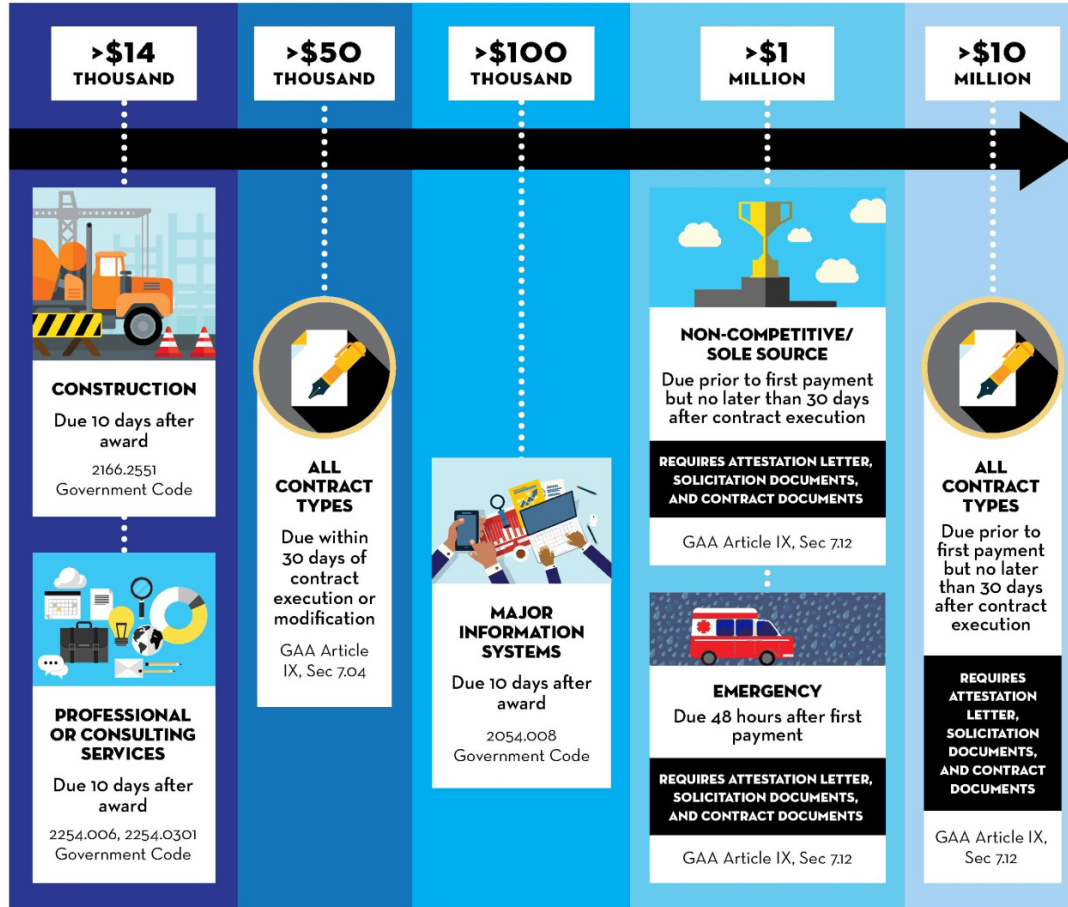 >$14
THOUSAND
>$50
THOUSAND
>$100
THOUSAND
>$1
MILLION
>$10
MILLION
CONSTRUCTION
Due 10 days after
award
2166.2551
Government Code
PROFESSIONAL
OR CONSULTING
SERVICES
Due 10 days after
award
2254.006, 2254.0301
Government Code
ALL
CONTRACT
TYPES
Due within
30 days of
contract
execution or
modification
GAA Article
IX, Sec 7.04
MAJOR
INFORMATION
SYSTEMS
Due 10 days after
award
2054.008
Government Code
NON-COMPETITIVE/
SOLE SOURCE
Due prior to first payment
but no later than 30 days
after contract execution
REQUIRES ATTESTATION LETTER,
SOLICITATION DOCUMENTS,
AND CONTRACT DOCUMENTS
GAA Article IX, Sec 7.12
EMERGENCY
Due 48 hours after first
payment
REQUIRES ATTESTATION LETTER,
SOLICITATION DOCUMENTS,
AND CONTRACT DOCUMENTS
GAA Article IX, Sec 7.12
ALL
CONTRACT
TYPES
Due prior to
first payment
but no later
than 30 days
after contract
execution
REQUIRES
ATTESTATION
LETTER,
SOLICITATION
DOCUMENTS,
AND CONTRACT
DOCUMENTS
GAA Article IX,
Sec 7.12